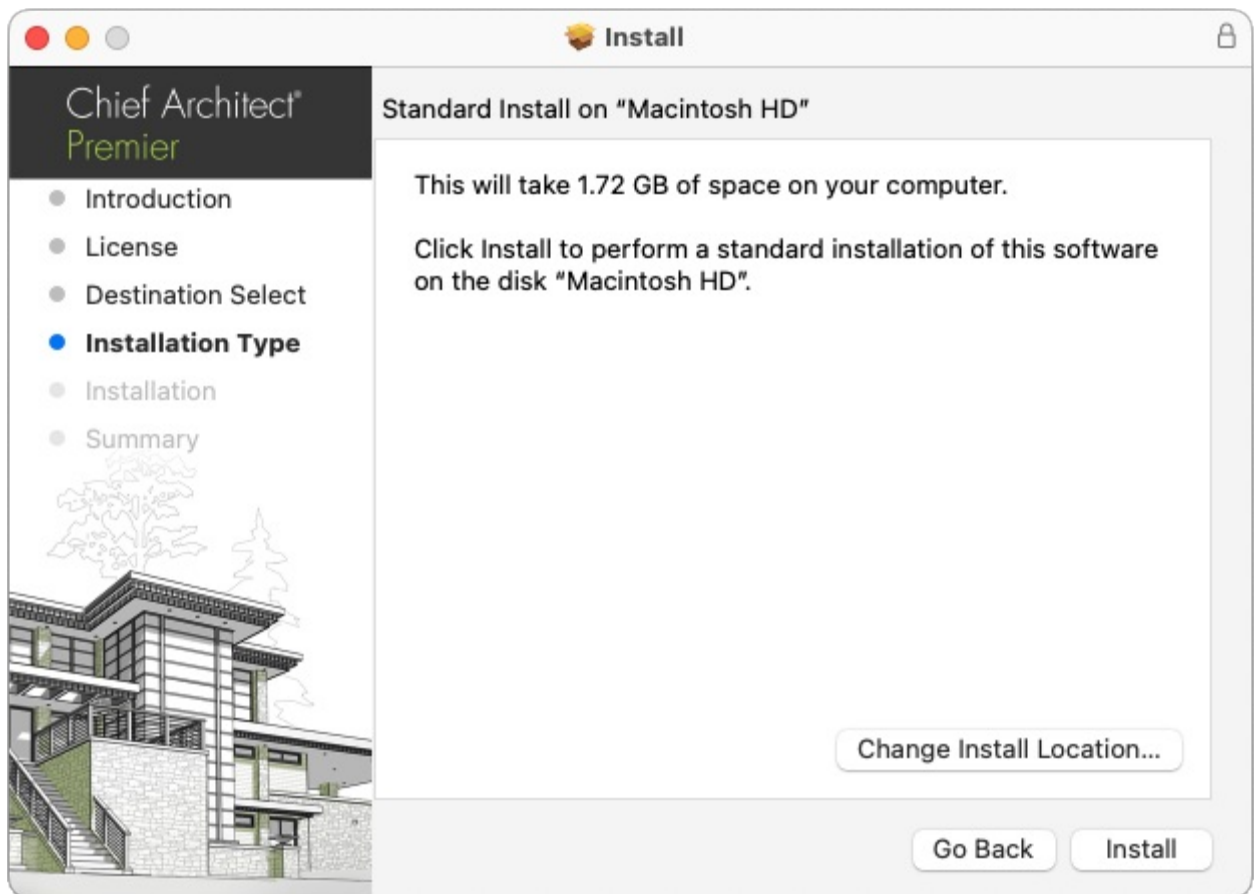 Install
Chief Architect®
Premier
Introduction
License
Destination Select
Installation Type
Installation
Summary
Standard Install on “Macintosh HD”
This will take 1.72 GB of space on your computer.
Click Install to perform a standard installation of this software
on the disk “Macintosh HD”.
Change Install Location...
Go Back
Install